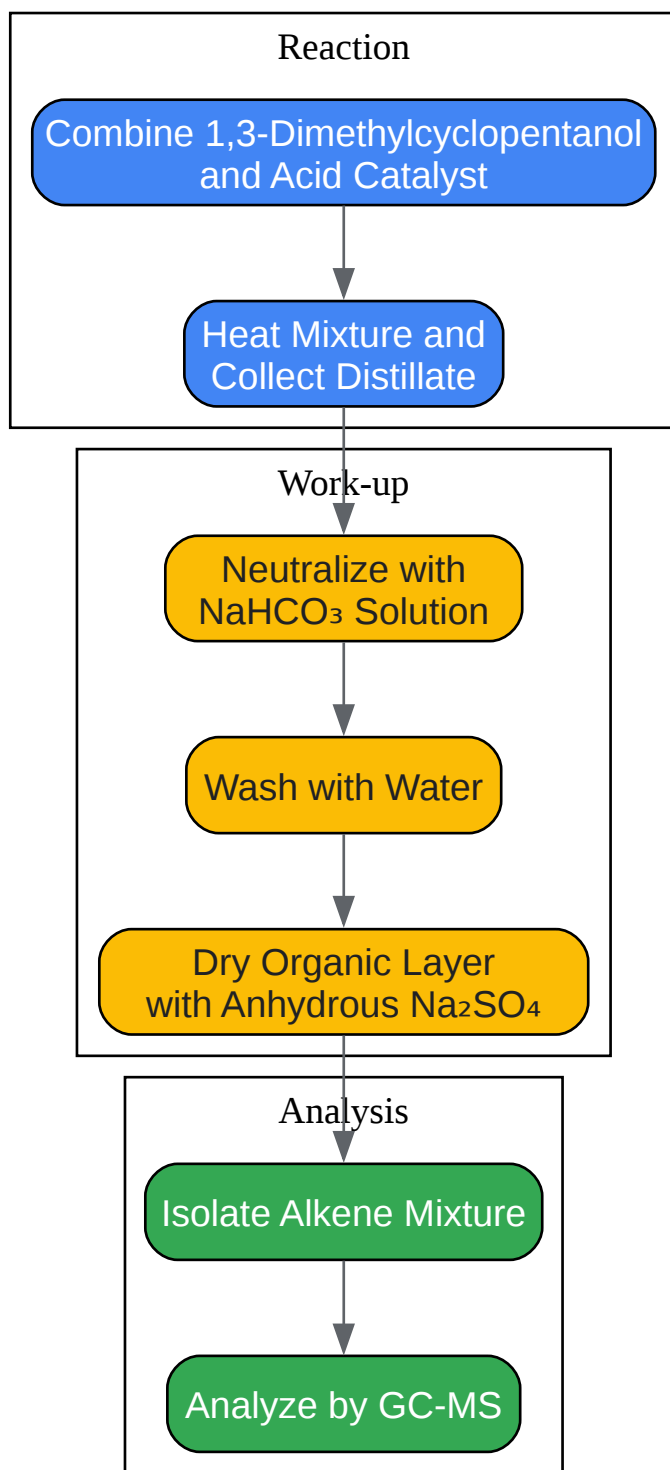 Reaction
Combine 1,3-Dimethylcyclopentanol
and Acid Catalyst
Heat Mixture and
Collect Distillate
Work-up
Neutralize with
NaHCO₃ Solution
Wash with Water
Dry Organic Layer
with Anhydrous Na₂SO₄
Analysis
Isolate Alkene Mixture
Analyze by GC-MS